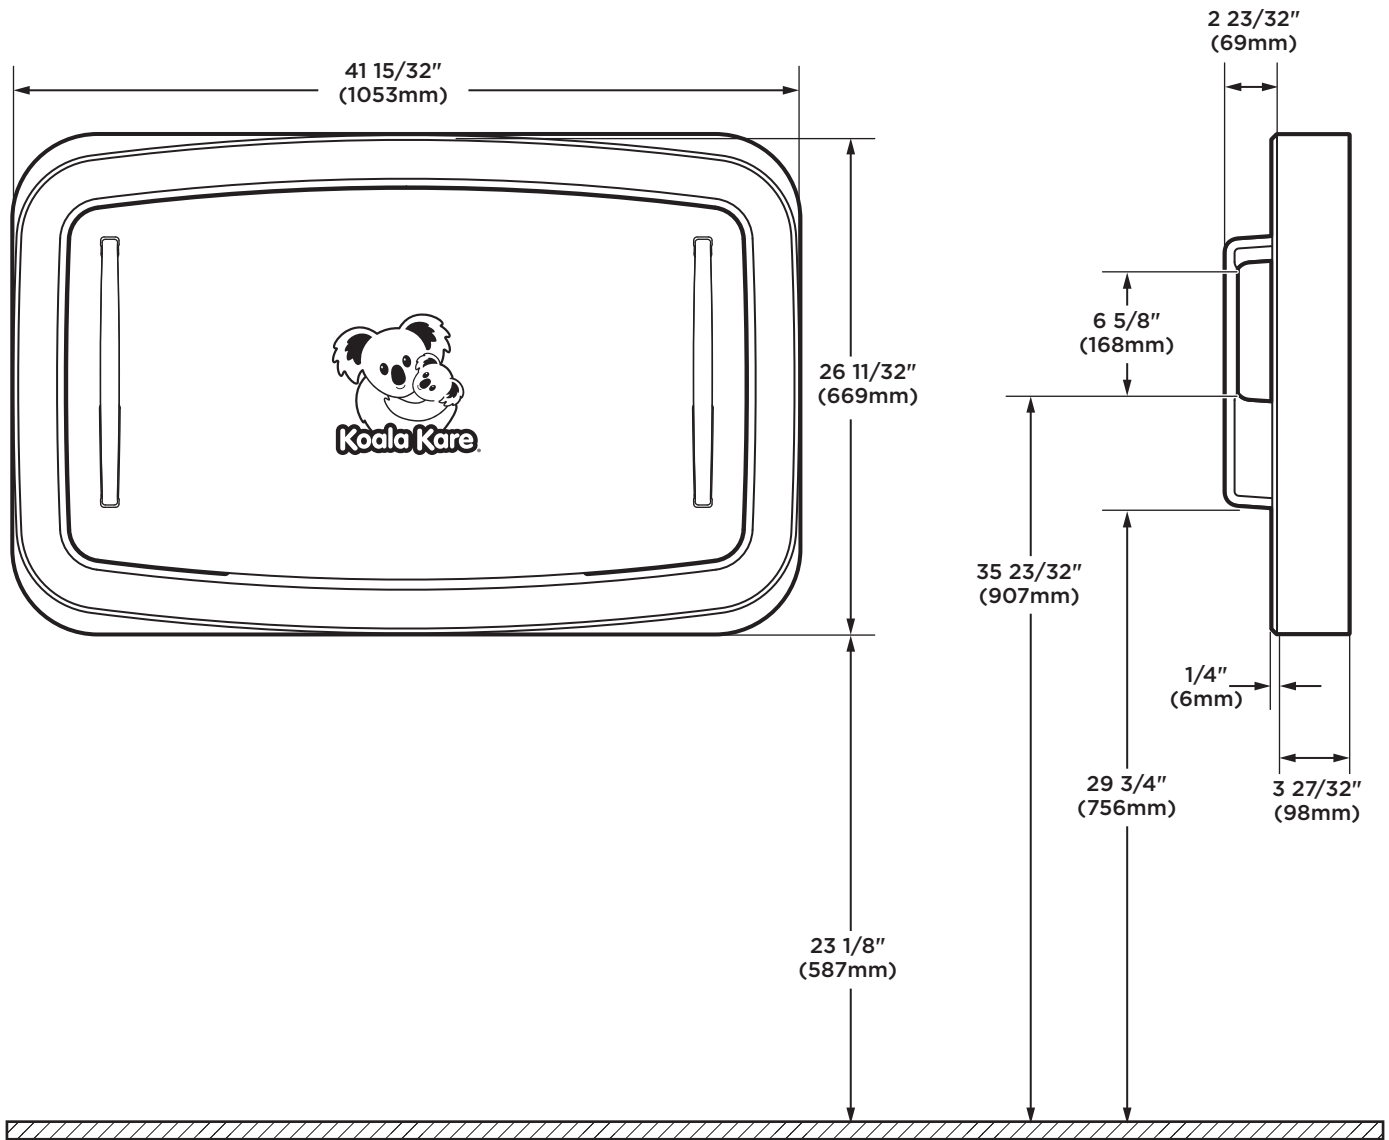 2 23/32"
(69mm)
41 15/32"
(1053mm)
6 5/8"
(168mm)
26 11/32"
(669mm)
Koala Kare®
35 23/32"
(907mm)
1/4"
(6mm)
29 3/4"
(756mm)
3 27/32"
(98mm)
23 1/8"
(587mm)